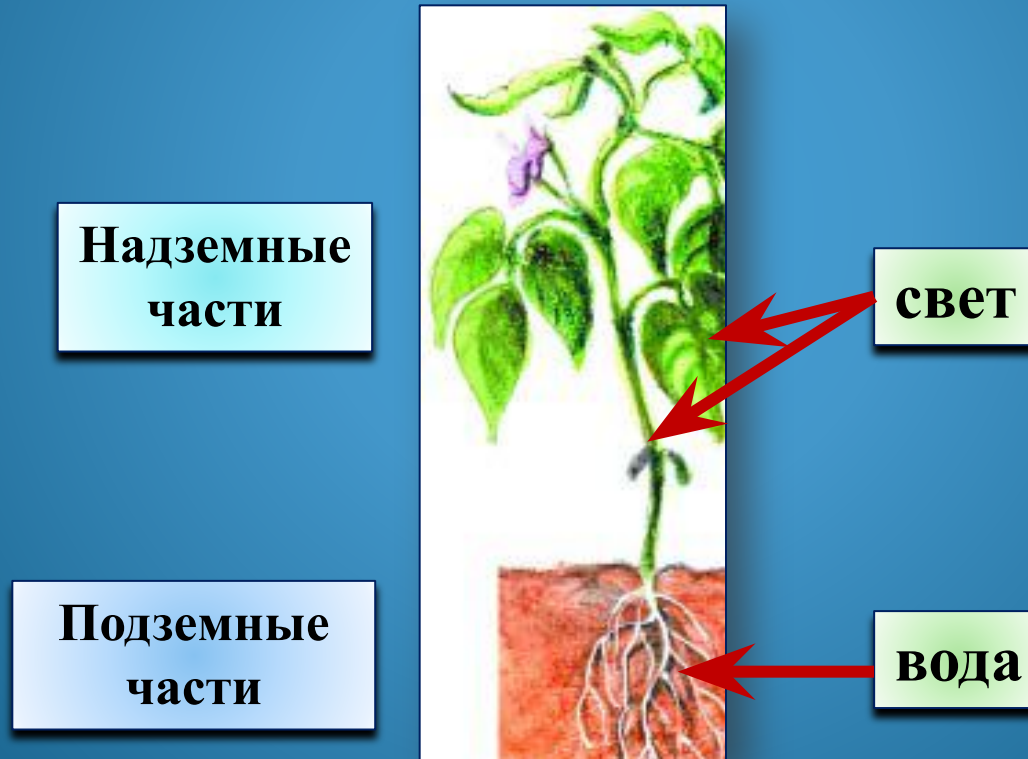 Надземные
части
свет
Подземные
части
вода